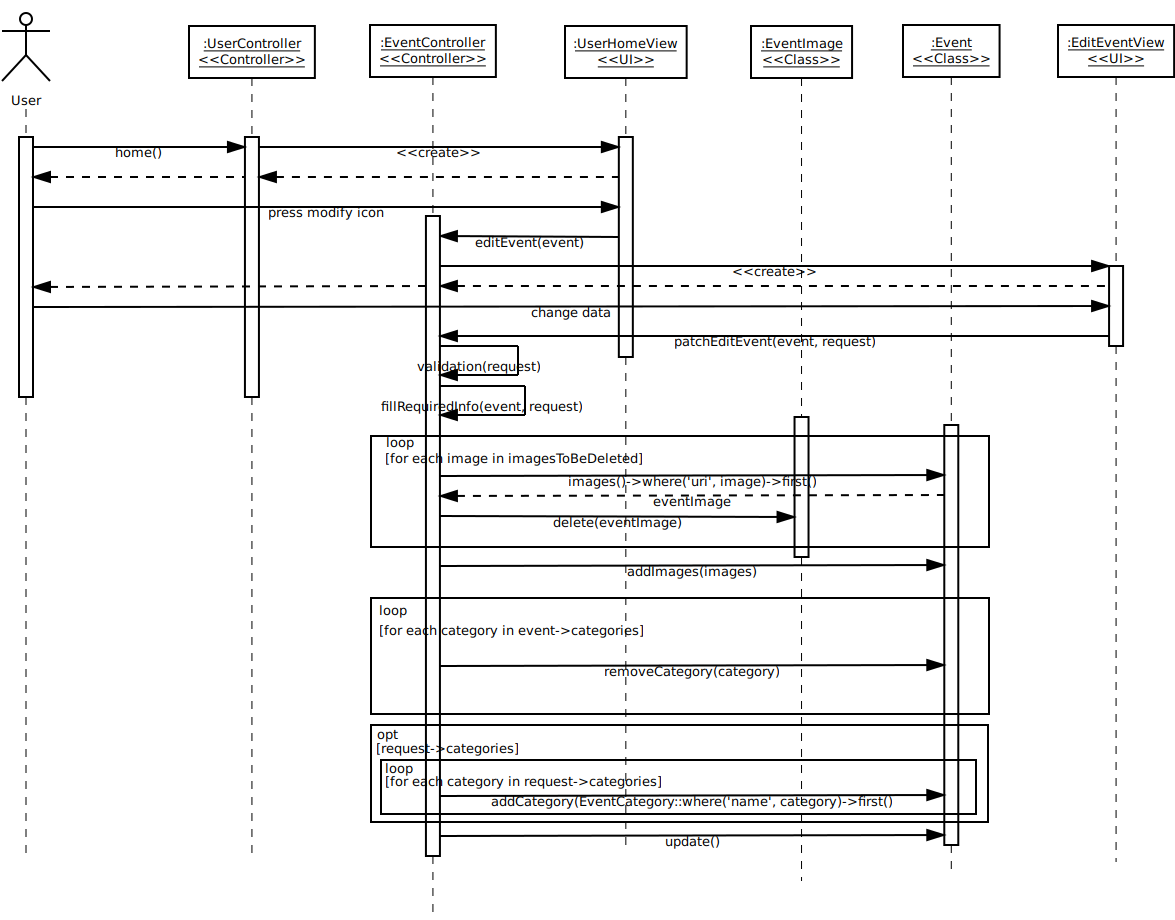 :UserController
<<Controller>>
:EventController
<<Controller>>
:UserHomeView
<<UI>>
:EventImage
<<Class>>
:Event
<<Class>>
:EditEventView
<<UI>>
User
home()
<<create>>
press modify icon
editEvent(event)
<<create>>
change data
patchEditEvent(event, request)
validation(request)
fillRequiredInfo(event, request)
loop
[for each image in imagesToBeDeleted]
images()->where('uri', image)->first()
eventImage
delete(eventImage)
addImages(images)
loop
[for each category in event->categories]
removeCategory(category)
opt
[request->categories]
loop
[for each category in request->categories]
addCategory(EventCategory::where('name', category)->first()
update()